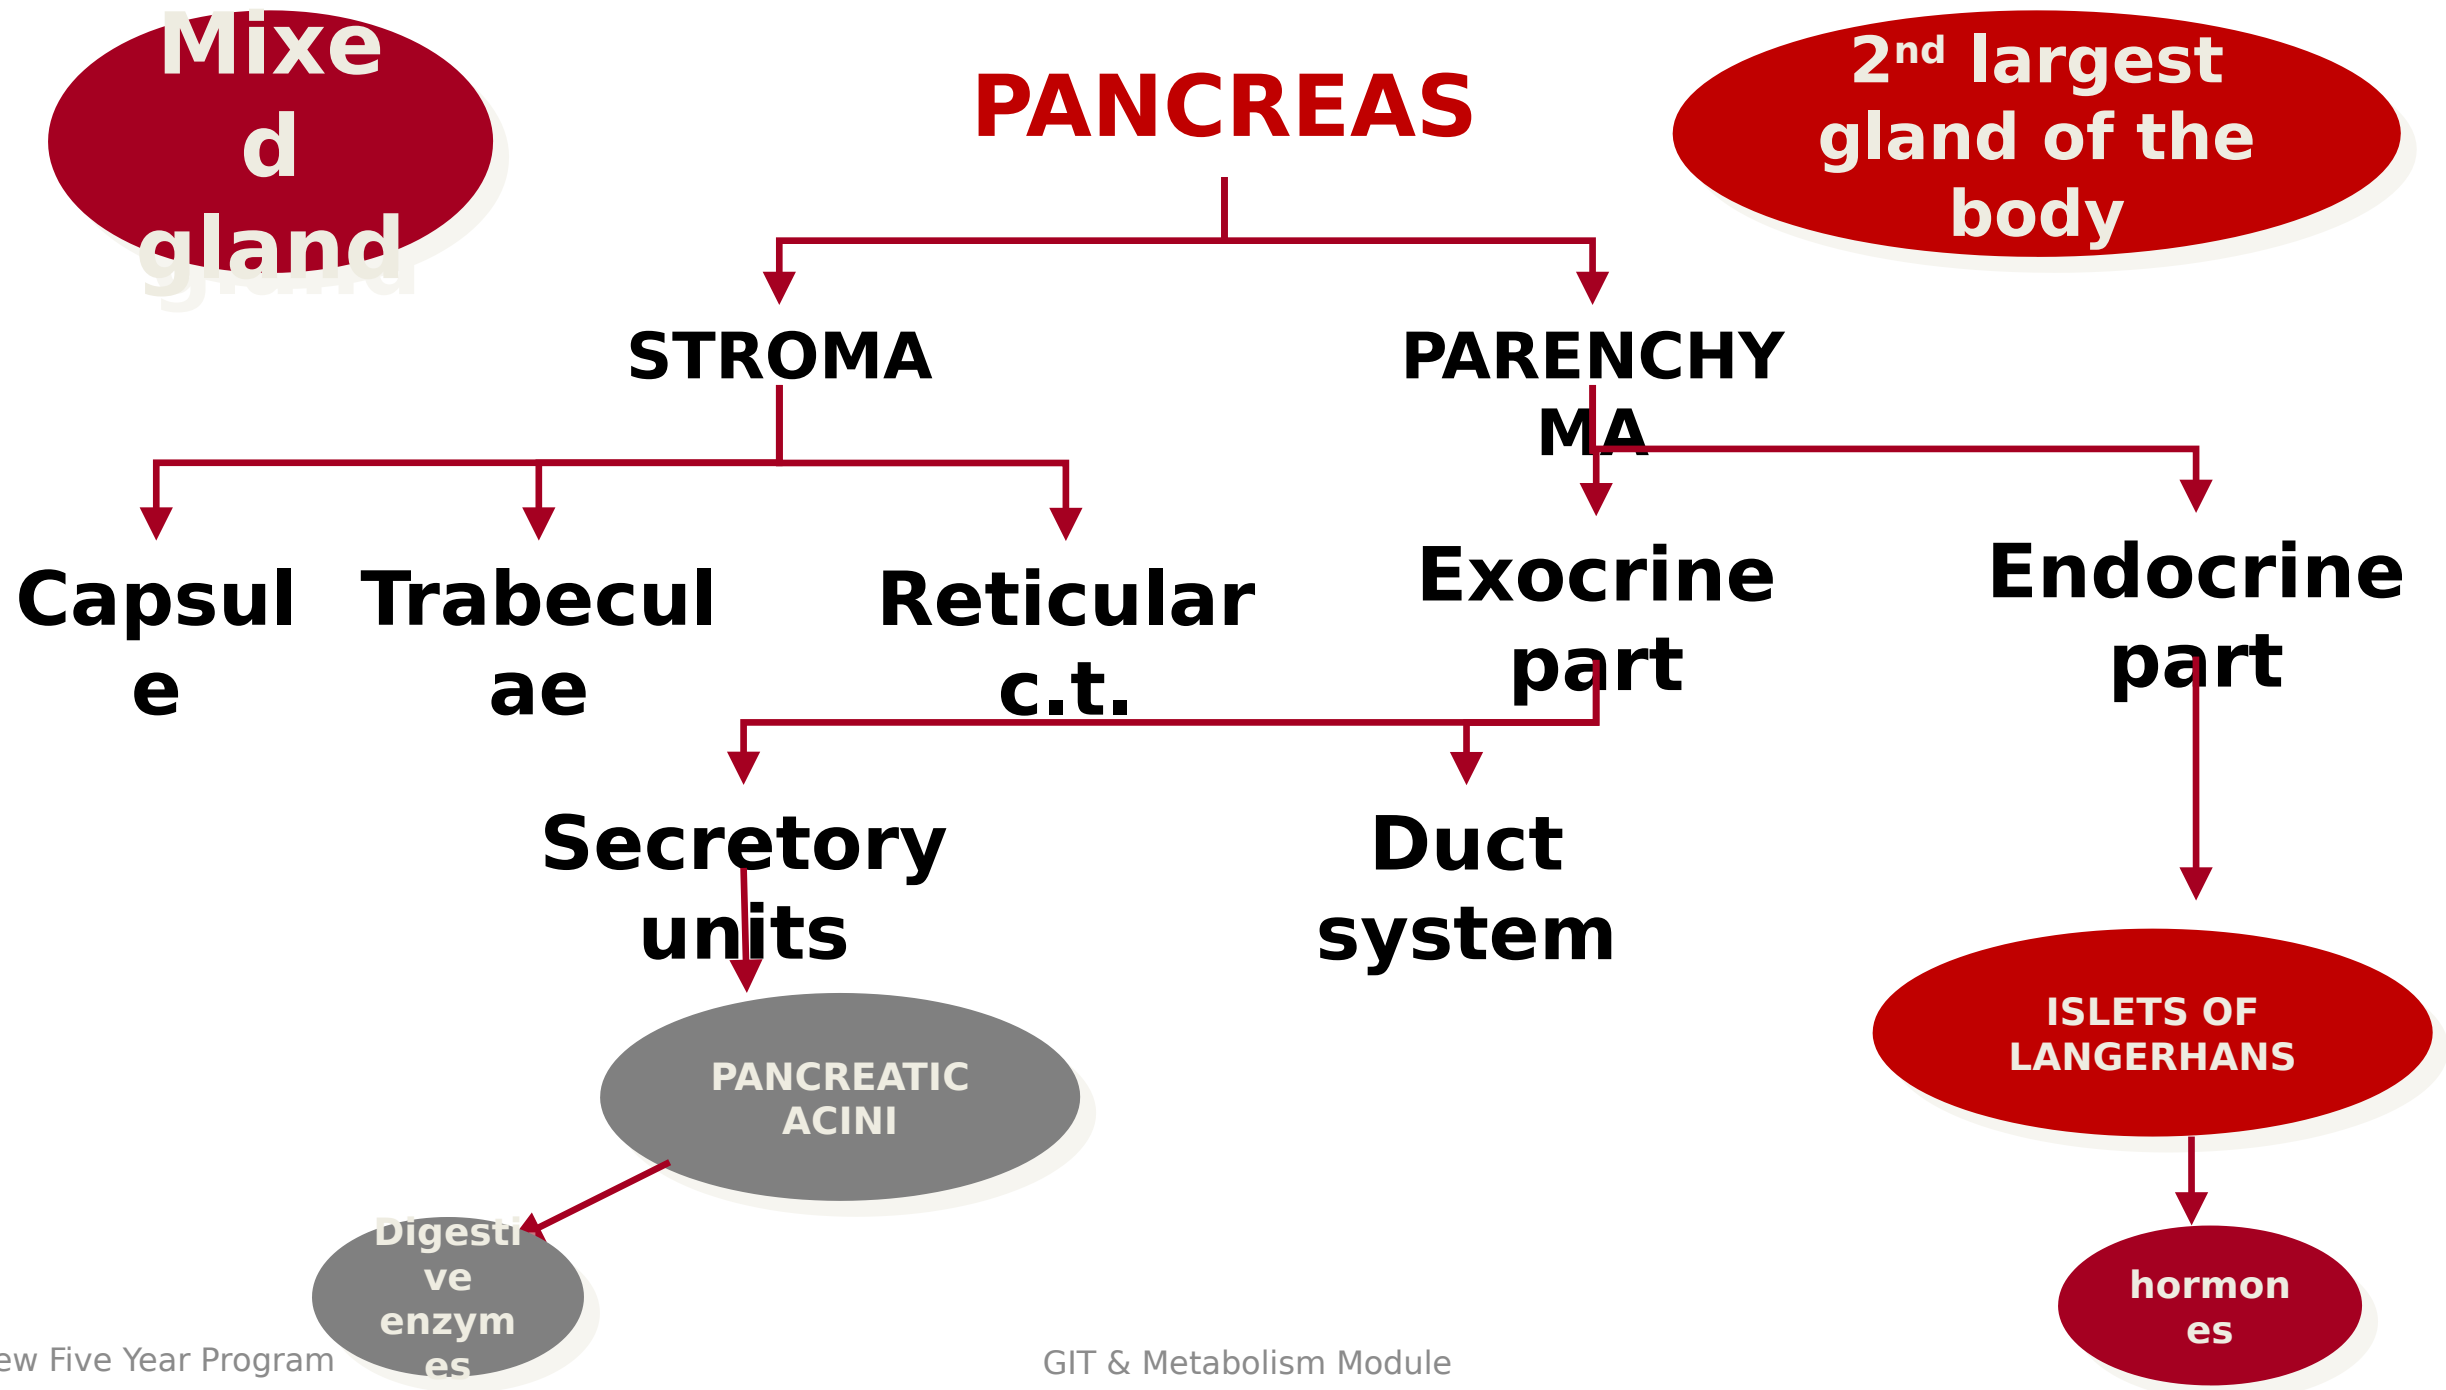 Mixe
d
gland
PANCREAS
2nd largest
gland of the
body
STROMA
PARENCHY
MA
Capsul
e
Trabecul
ae
Reticular
c.t.
Exocrine
part
Endocrine
part
Secretory
units
Duct
system
PANCREATIC
ACINI
ISLETS OF
LANGERHANS
Digesti
ve
enzym
es
hormon
es
ew Five Year Program
GIT & Metabolism Module